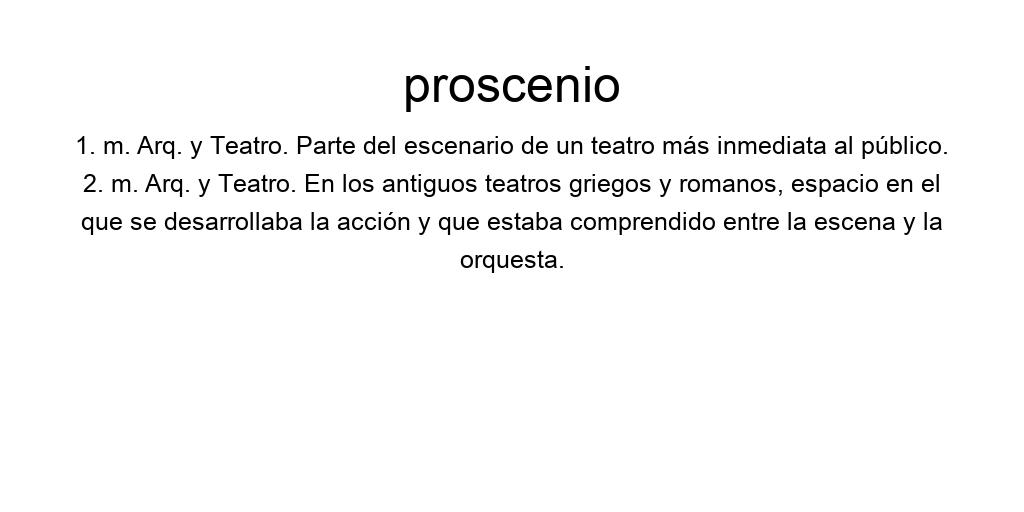 proscenio
1. m. Arq. y Teatro. Parte del escenario de un teatro más inmediata al público.
2. m. Arq. y Teatro. En los antiguos teatros griegos y romanos, espacio en el
que se desarrollaba la acción y que estaba comprendido entre la escena y la
orquesta.